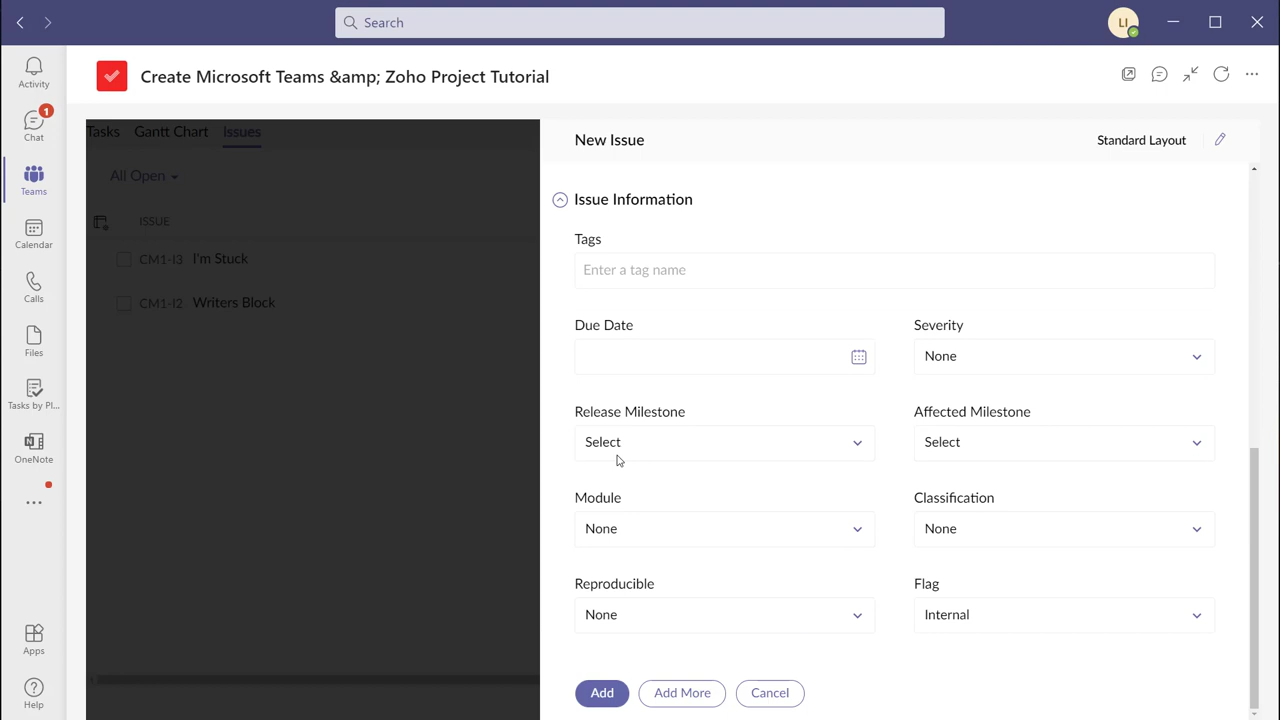 Search
LI
Activity
Chat
1
Teams
Calendar
Calls
Files
Tasks by Pl...
OneNote
Apps
Help
Create Microsoft Teams &amp; Zoho Project Tutorial
Tasks Gantt Chart Issues
All Open
ISSUE
CM1-I3 I'm Stuck
CM1-I2 Writers Block
New Issue
Standard Layout
Issue Information
Tags
Enter a tag name
Due Date Severity
None
Release Milestone Affected Milestone
Select Select
Module Classification
None None
Reproducible Flag
None Internal
Add Add More Cancel